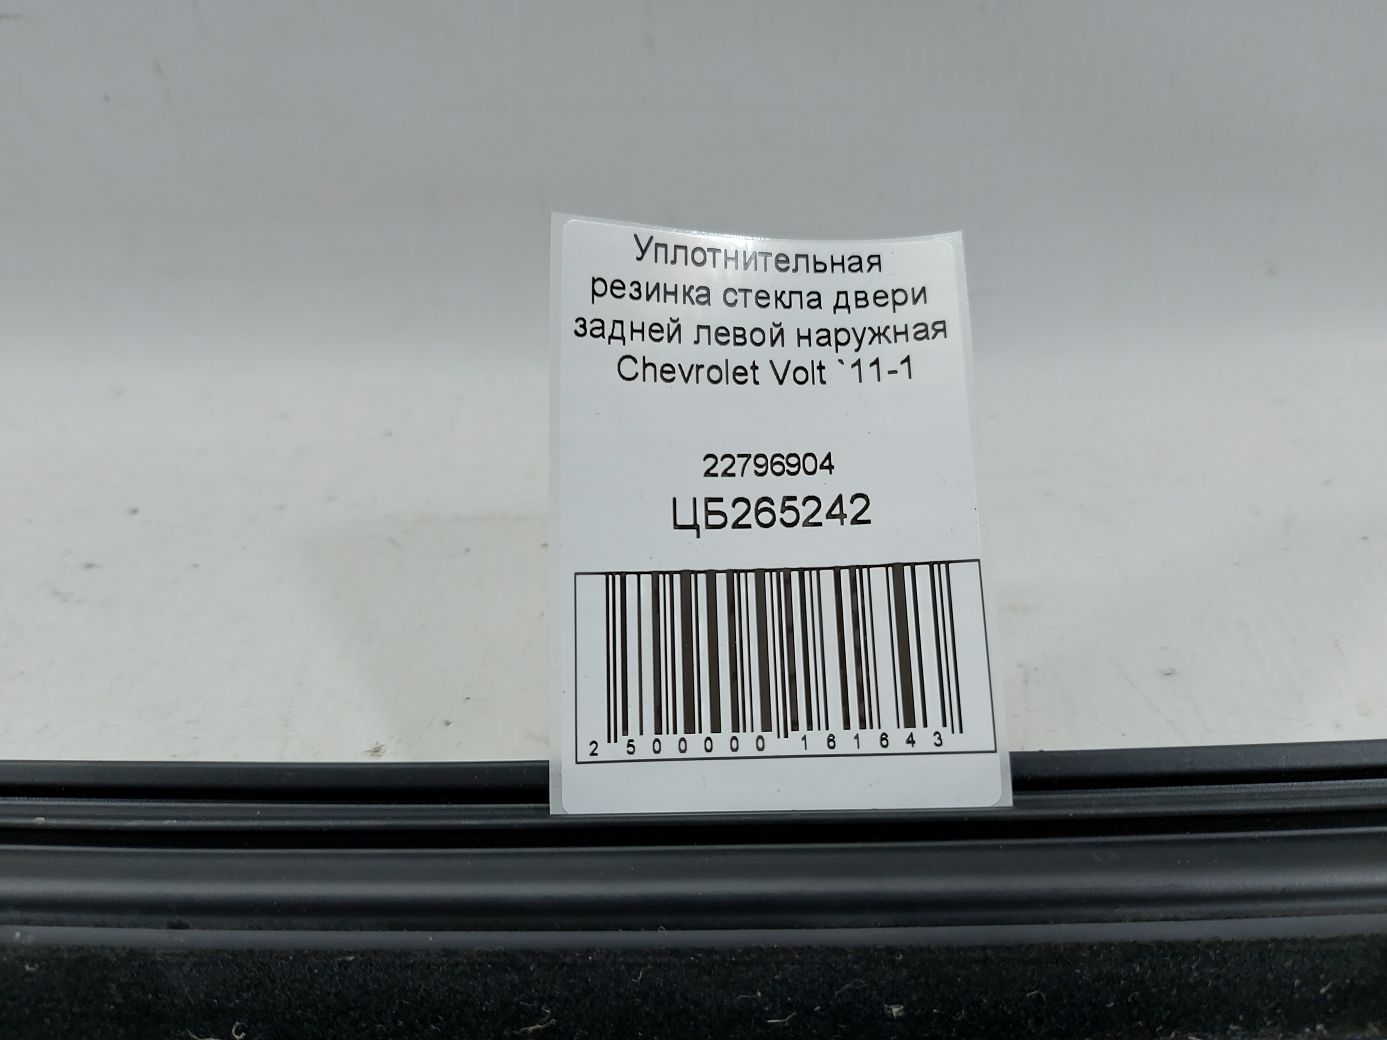 Уплотнительная
резинка стекла двери
задней левой наружная
Chevrolet Volt `11-1
22796904
ЦБ265242
2 500000 161643